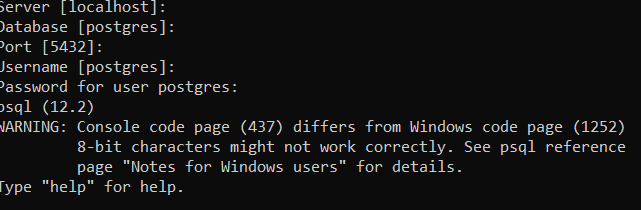 Server [localhost]:
Database [postgres]:
Port [5432]:
Username [postgres]:
Password for user postgres:
psql (12.2)
WARNING: Console code page (437) differs from Windows code page (1252)
8-bit characters might not work correctly. See psql reference
page "Notes for Windows users" for details.
Type "help" for help.